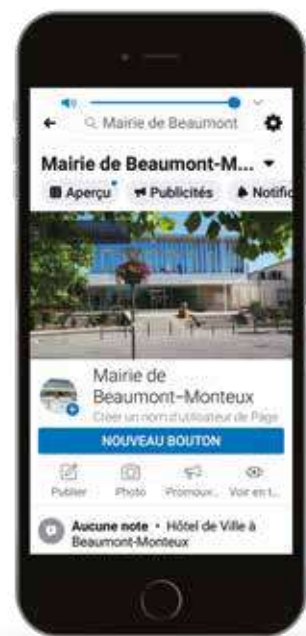 Mairie de Beaumont
Mairie de Beaumont-M...
Aperçu Publicités Notific
Mairie de
Beaumont-Monteux
Créer un nom d'utilisateur de Page
NOUVEAU BOUTON
Publier Photo Promouv... Voir en t...
Aucune note • Hôtel de Ville à
Beaumont-Monteux